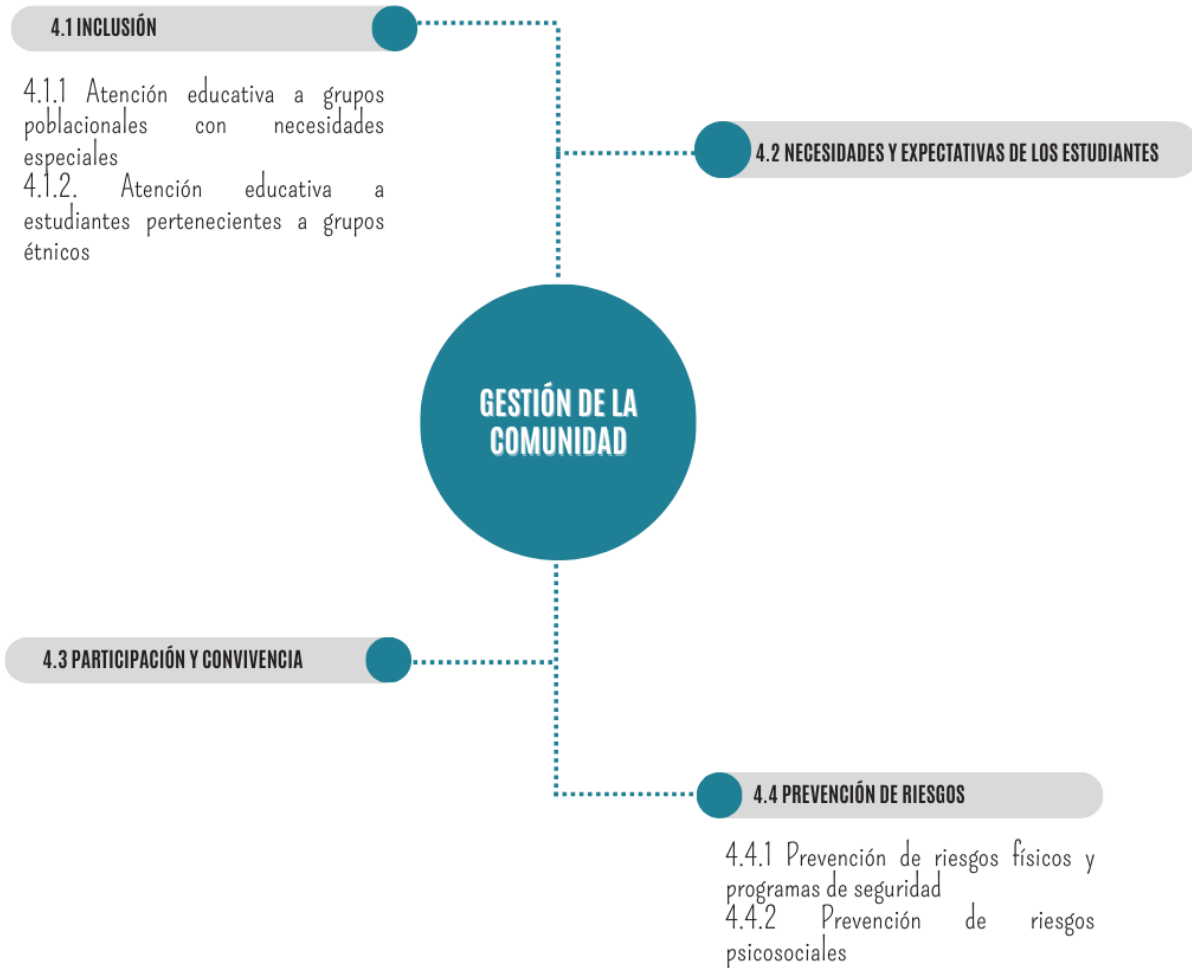 4.1 INCLUSIÓN
4.1.1 Atención educativa a grupos
poblacionales con necesidades
especiales
4.1.2. Atención educativa a
estudiantes pertenecientes a grupos
étnicos
4.2 NECESIDADES Y EXPECTATIVAS DE LOS ESTUDIANTES
GESTIÓN DE LA
COMUNIDAD
4.3 PARTICIPACIÓN Y CONVIVENCIA
4.4 PREVENCIÓN DE RIESGOS
4.4.1 Prevención de riesgos físicos y
programas de seguridad
4.4.2 Prevención de riesgos
psicosociales